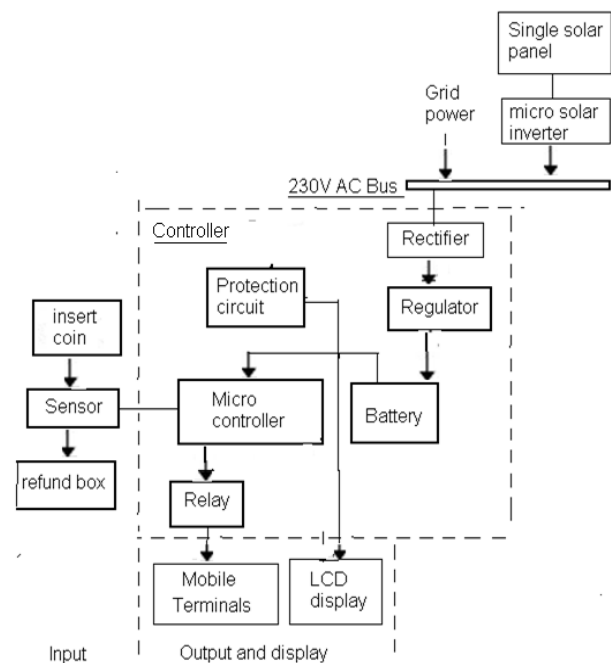 Single solar
panel
Grid
power
micro solar
inverter
230V AC Bus
Controller
Rectifier
Protection
circuit
Regulator
insert
coin
Sensor
Micro
controller
Battery
refund box
Relay
Mobile
Terminals
LCD
display
Input
Output and display